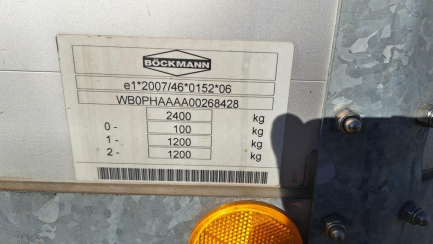 BÖCKMANN
e1*2007/46*0152*06
WB0PHAAAA00268428
2400 kg
0- 100 kg
1- 1200 kg
2- 1200 kg